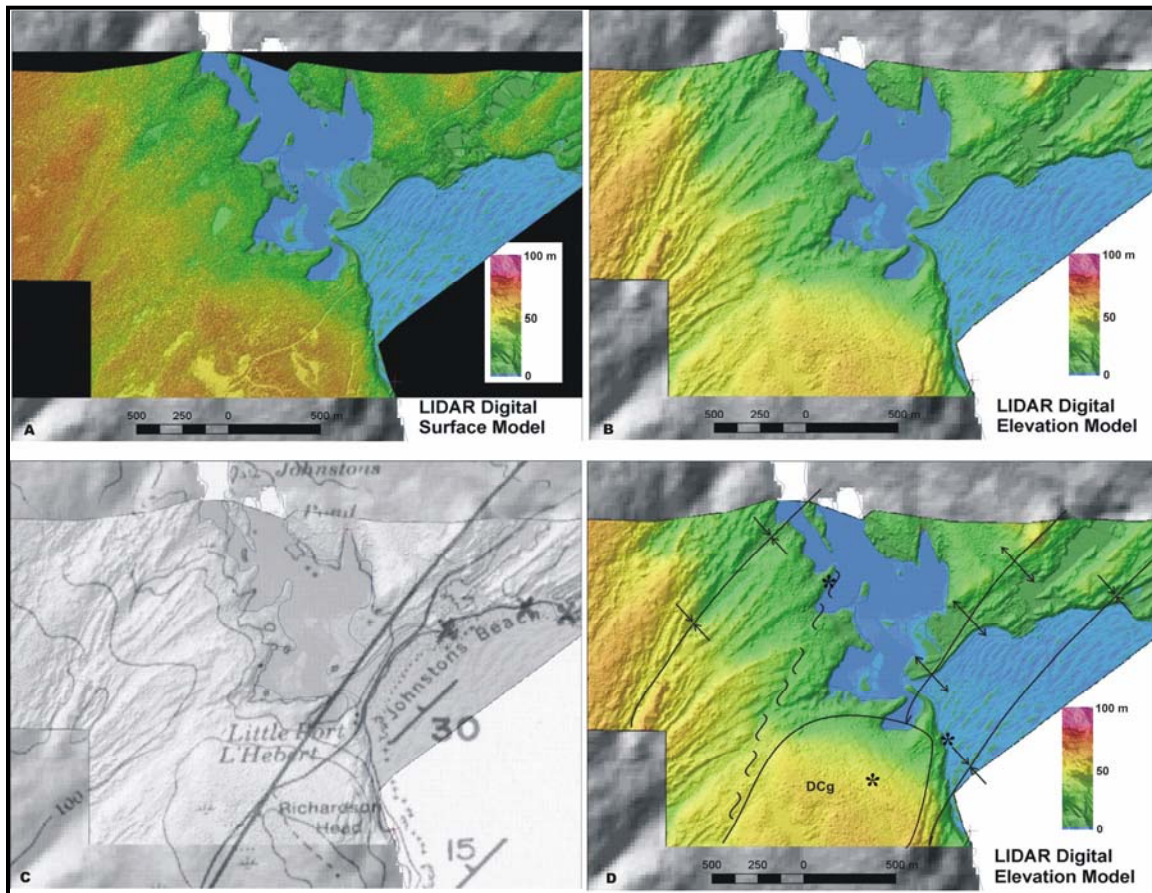 100 m
50
0
500 250 0 500 m
A
LIDAR Digital
Surface Model
100 m
50
0
500 250 0 500 m
B
LIDAR Digital
Elevation Model
Johnstons
Pond
Johnstons Beach
30
Little Port
L'Hebert
100
Richardson
Head
15
C
100 m
50
0
DCg
500 250 0 500 m
D
LIDAR Digital
Elevation Model